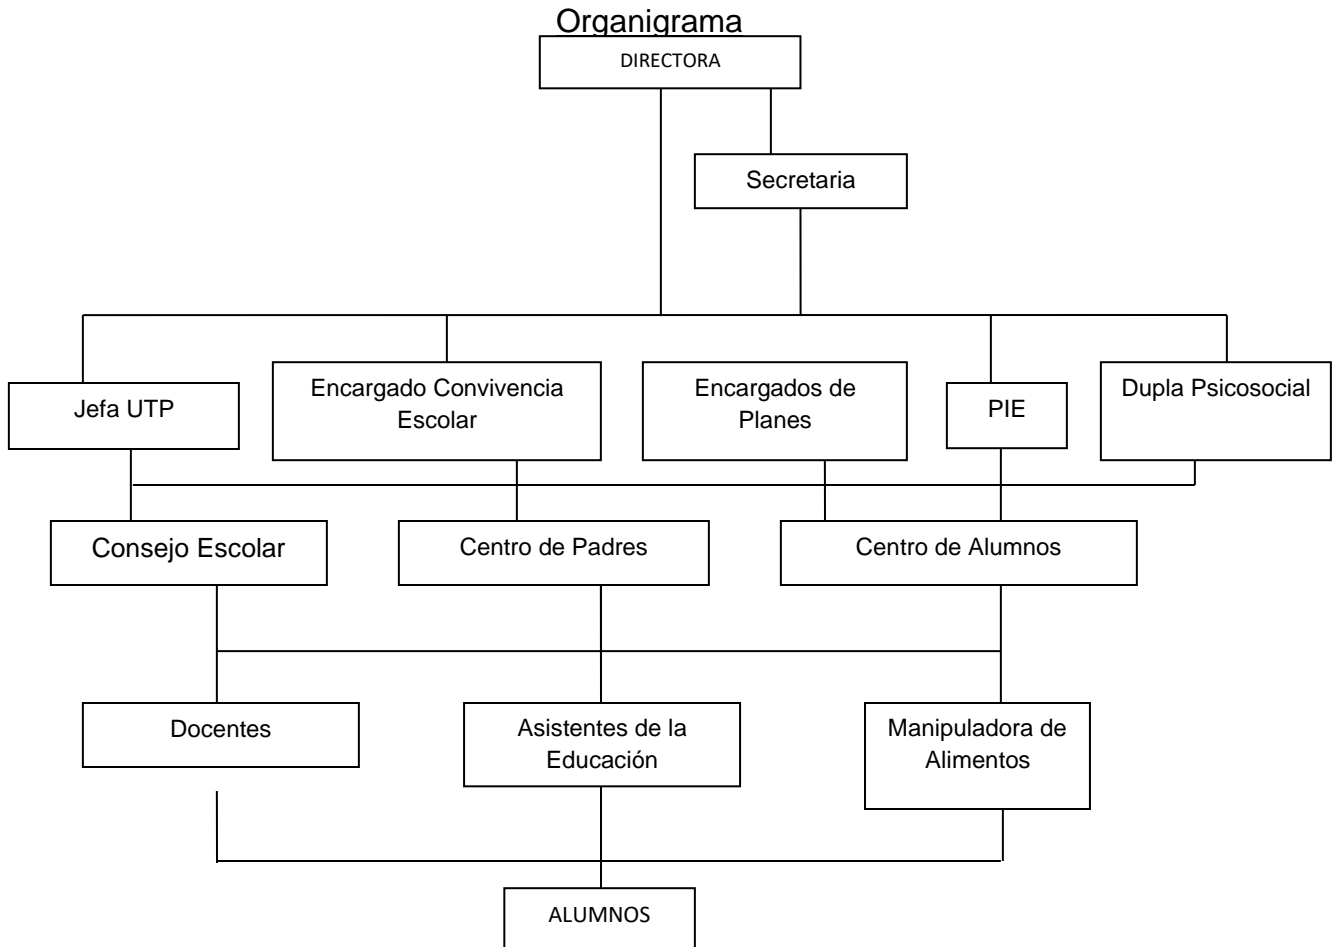 Organigrama
DIRECTORA
Secretaria
Jefa UTP
Encargado Convivencia
Escolar
Encargados de
Planes
PIE
Dupla Psicosocial
Consejo Escolar
Centro de Padres
Centro de Alumnos
Docentes
Asistentes de la
Educación
Manipuladora de
Alimentos
ALUMNOS